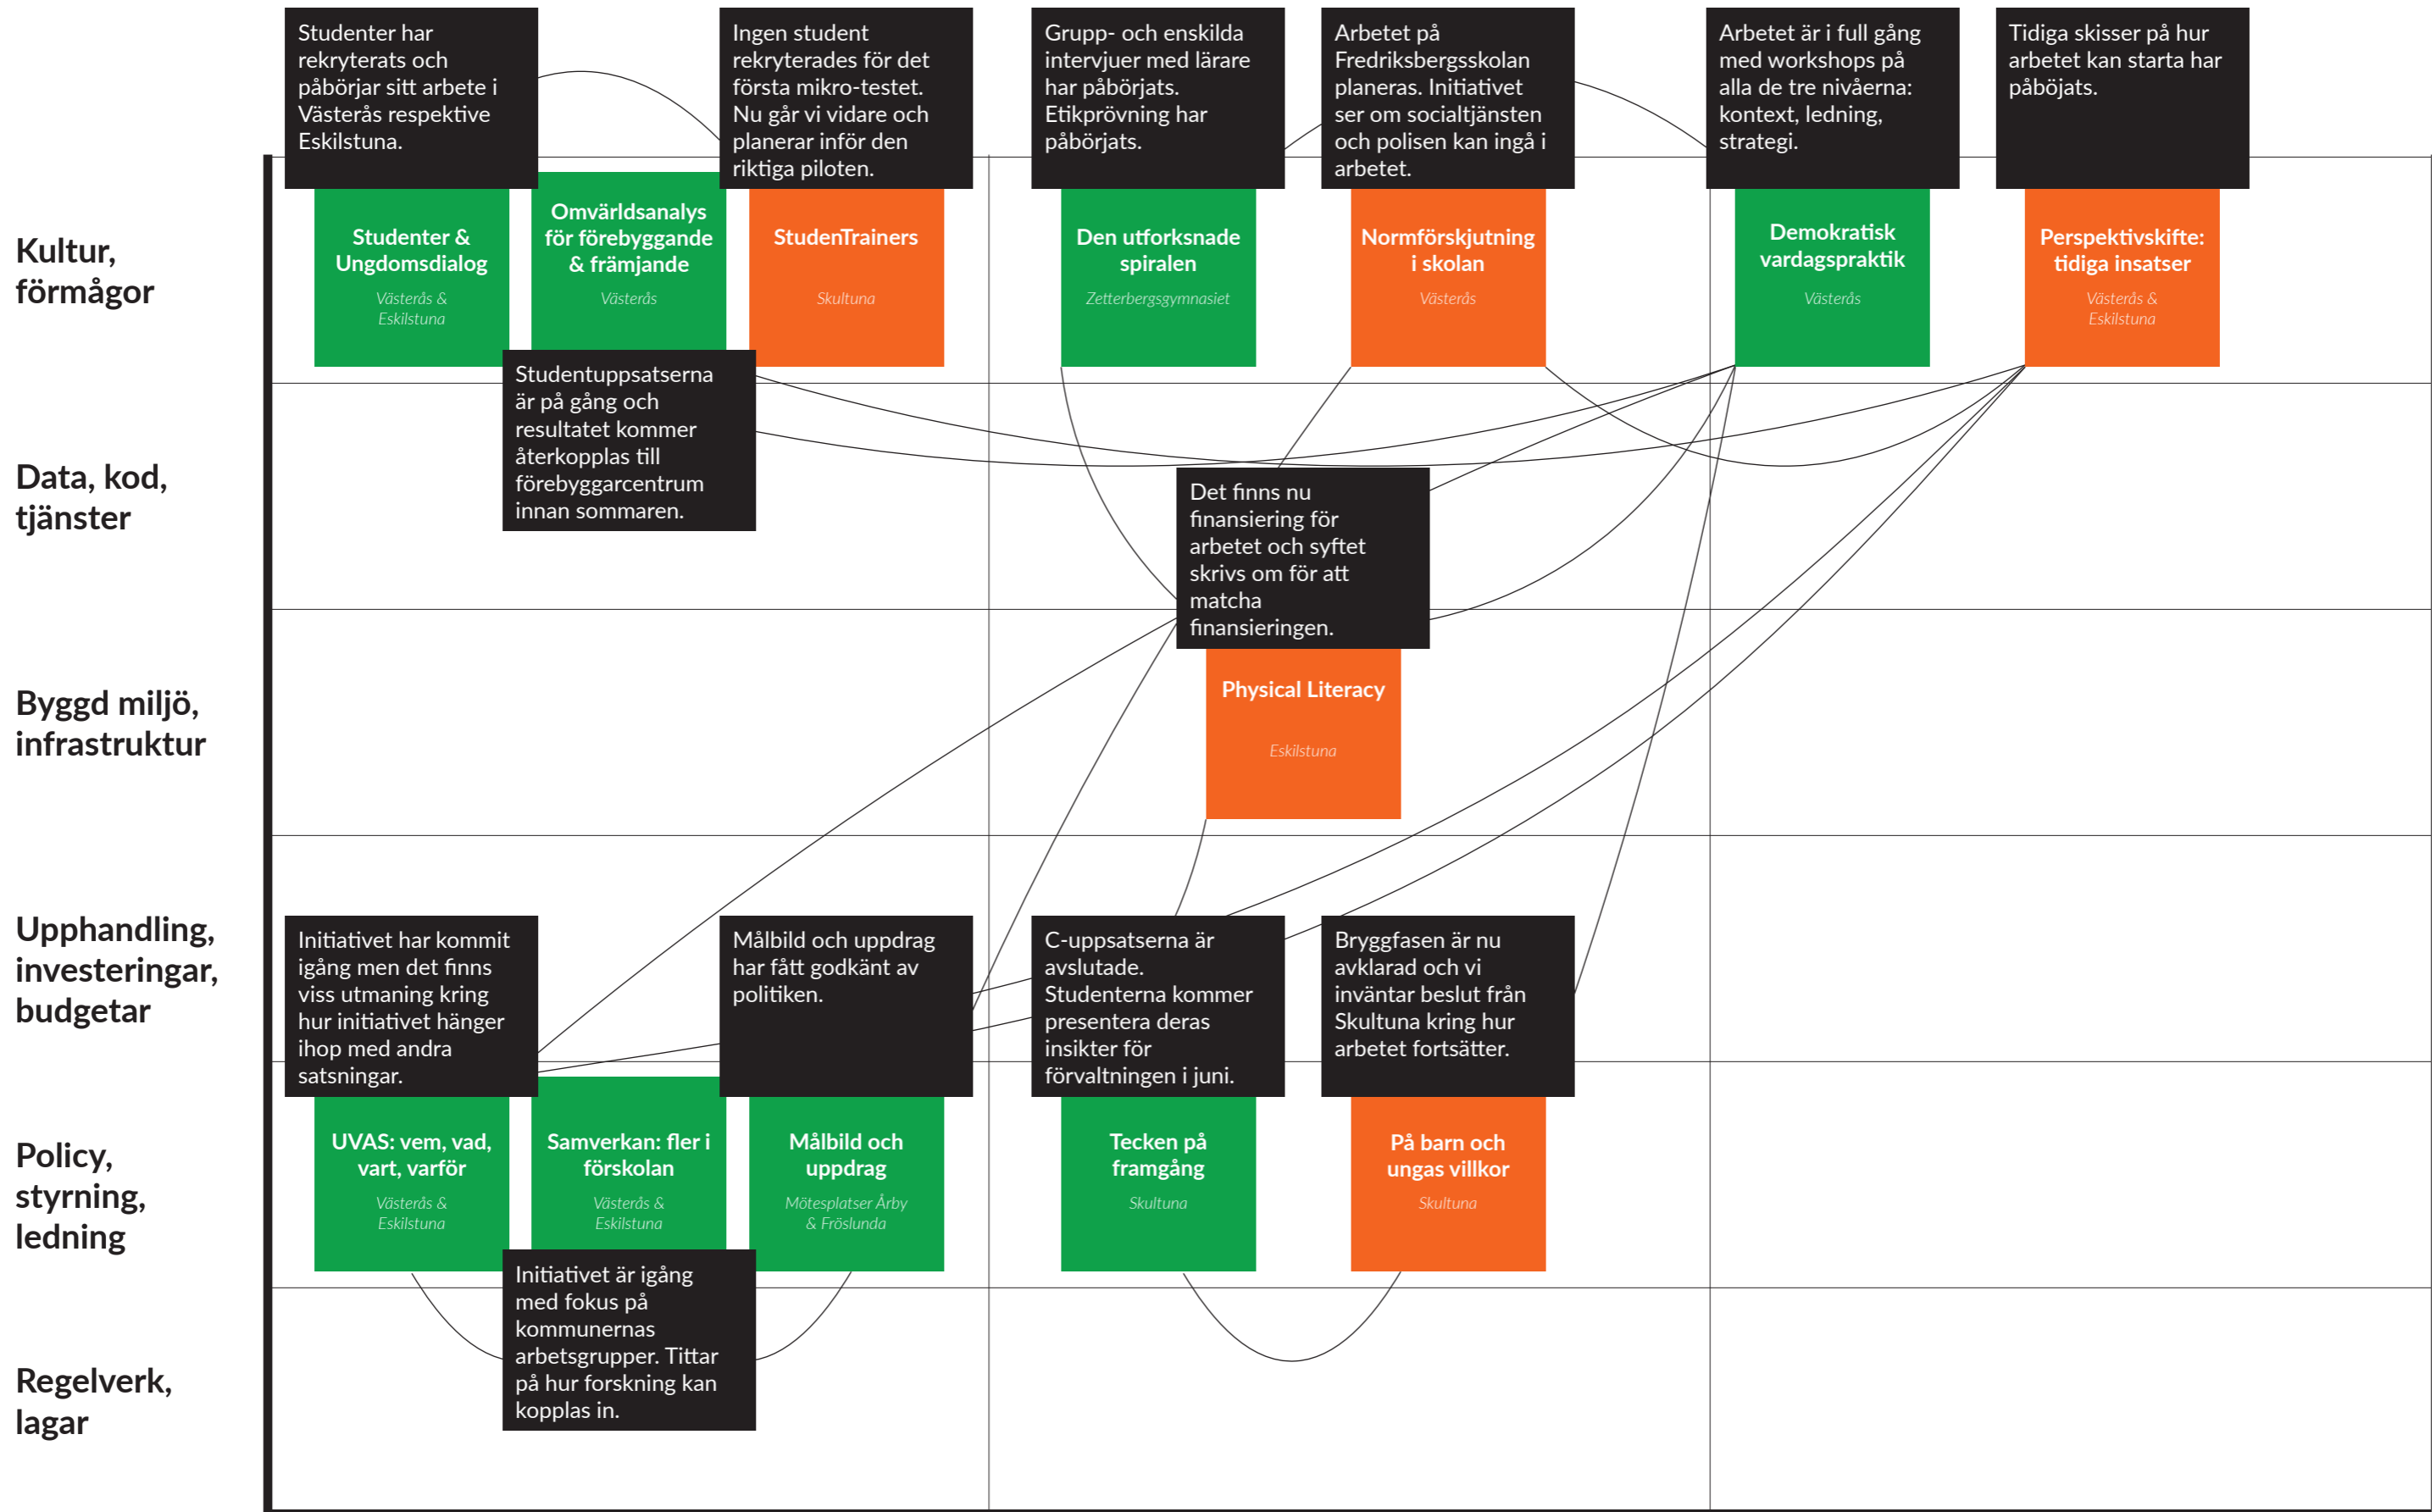 Studenter har
rekryterats och
påbörjar sitt arbete i
Västerås respektive
Eskilstuna.
Ingen student
rekryterades för det
första mikro-testet.
Nu går vi vidare och
planerar inför den
riktiga piloten.
Grupp- och enskilda
intervjuer med lärare
har påbörjats.
Etikprövning har
påbörjats.
Arbetet på
Fredriksbergsskolan
planeras. Initiativet
ser om socialtjänsten
och polisen kan ingå i
arbetet.
Arbetet är i full gång
med workshops på
alla de tre nivåerna:
kontext, ledning,
strategi.
Tidiga skisser på hur
arbetet kan starta har
påböjats.
Kultur,
förmågor
Studenter &
Ungdomsdialog
Västerås &
Eskilstuna
Omvärldsanalys
för förebyggande
& främjande
Västerås
StudenTrainers
Skultuna
Den utforksnade
spiralen
Zetterbergsgymnasiet
Normförskjutning
i skolan
Västerås
Demokratisk
vardagspraktik
Västerås
Perspektivskifte:
tidiga insatser
Västerås &
Eskilstuna
Studentuppsatserna
är på gång och
resultatet kommer
återkopplas till
förebyggarcentrum
innan sommaren.
Data, kod,
tjänster
Det finns nu
finansiering för
arbetet och syftet
skrivs om för att
matcha
finansieringen.
Byggd miljö,
infrastruktur
Physical Literacy
Eskilstuna
Upphandling,
investeringar,
budgetar
Initiativet har kommit
igång men det finns
viss utmaning kring
hur initiativet hänger
ihop med andra
satsningar.
Målbild och uppdrag
har fått godkänt av
politiken.
C-uppsatserna är
avslutade.
Studenterna kommer
presentera deras
insikter för
förvaltningen i juni.
Bryggfasen är nu
avklarad och vi
inväntar beslut från
Skultuna kring hur
arbetet fortsätter.
Policy,
styrning,
ledning
UVAS: vem, vad,
vart, varför
Västerås &
Eskilstuna
Samverkan: fler i
förskolan
Västerås &
Eskilstuna
Målbild och
uppdrag
Mötesplatser Årby
& Fröslunda
Tecken på
framgång
Skultuna
På barn och
ungas villkor
Skultuna
Initiativet är igång
med fokus på
kommunernas
arbetsgrupper. Tittar
på hur forskning kan
kopplas in.
Regelverk,
lagar